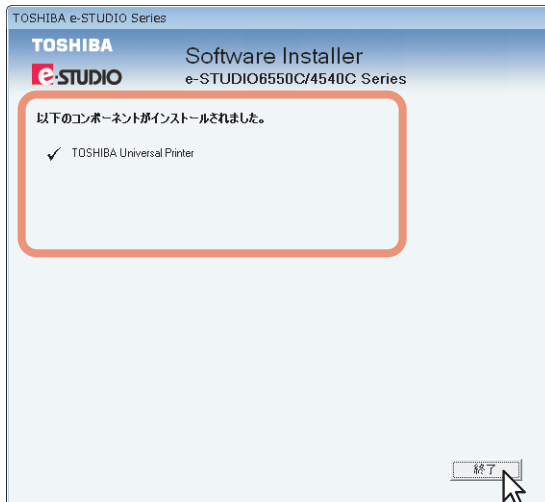 TOSHIBA e-STUDIO Series
TOSHIBA
e-STUDIO
Software Installer
e-STUDIO6550C/4540C Series
以下のコンポーネントがインストールされました。
✓ TOSHIBA Universal Printer
終了